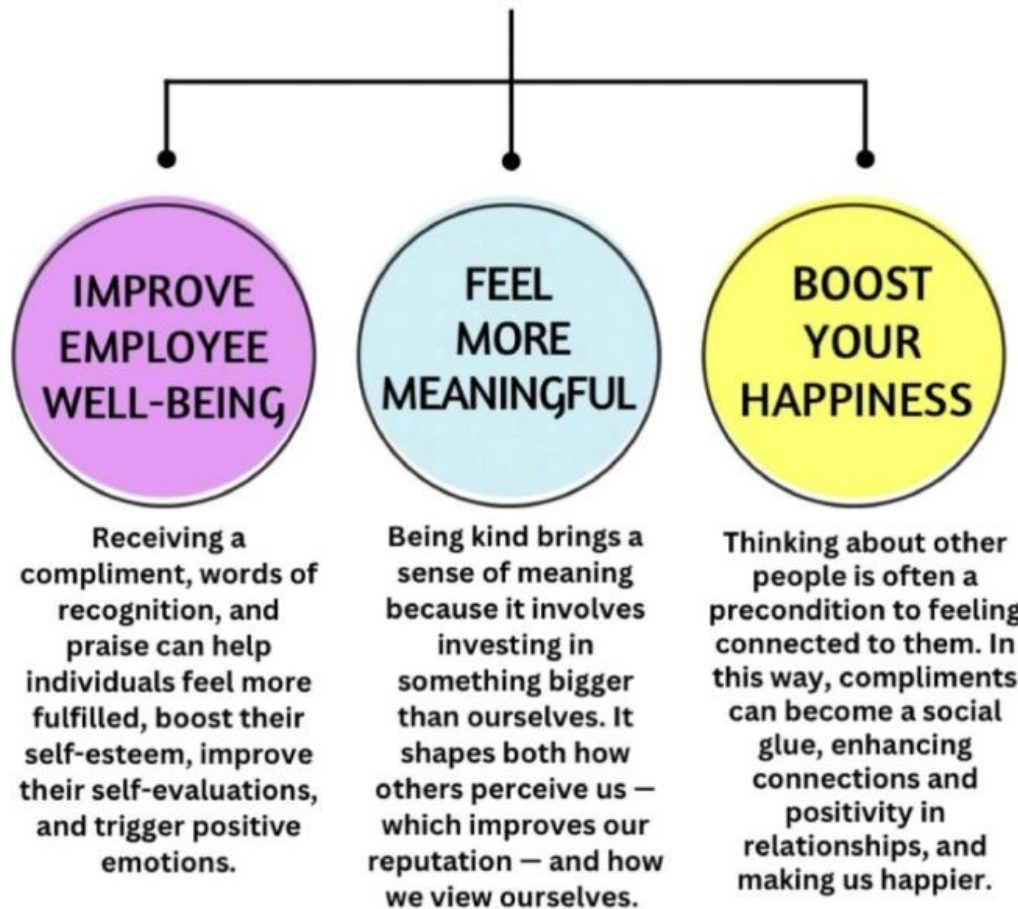 IMPROVE
EMPLOYEE
WELL-BEING
Receiving a
compliment, words of
recognition, and
praise can help
individuals feel more
fulfilled, boost their
self-esteem, improve
their self-evaluations,
and trigger positive
emotions.
FEEL
MORE
MEANINGFUL
Being kind brings a
sense of meaning
because it involves
investing in
something bigger
than ourselves. It
shapes both how
others perceive us —
which improves our
reputation — and how
we view ourselves.
BOOST
YOUR
HAPPINESS
Thinking about other
people is often a
precondition to feeling
connected to them. In
this way, compliments
can become a social
glue, enhancing
connections and
positivity in
relationships, and
making us happier.